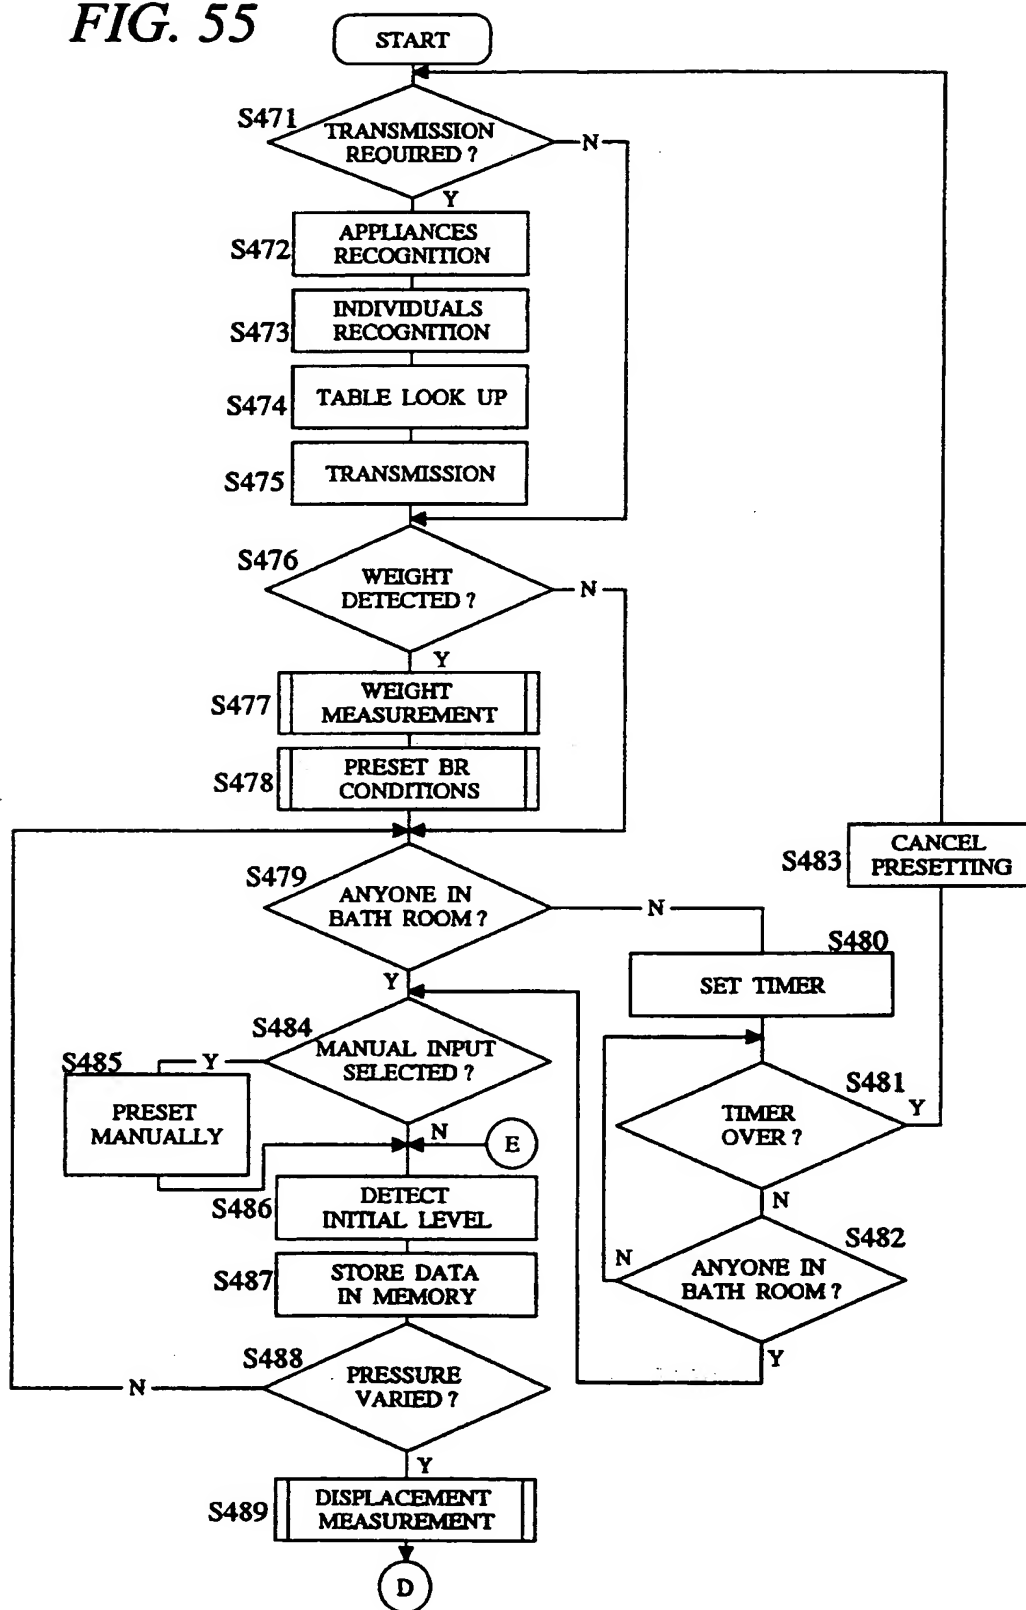 FIG. 55
START
S471
TRANSMISSION
REQUIRED ?
N
Y
S472
APPLIANCES
RECOGNITION
S473
INDIVIDUALS
RECOGNITION
S474
TABLE LOOK UP
S475
TRANSMISSION
S476
WEIGHT
DETECTED ?
N
Y
S477
WEIGHT
MEASUREMENT
S478
PRESET BR
CONDITIONS
S483
CANCEL
PRESETTING
S479
ANYONE IN
BATH ROOM ?
N
Y
S480
SET TIMER
S484
MANUAL INPUT
SELECTED ?
Y
N
S485
PRESET
MANUALLY
E
S481
TIMER
OVER ?
Y
N
S486
DETECT
INITIAL LEVEL
S482
ANYONE IN
BATH ROOM ?
N
Y
S487
STORE DATA
IN MEMORY
S488
PRESSURE
VARIED ?
N
Y
S489
DISPLACEMENT
MEASUREMENT
D